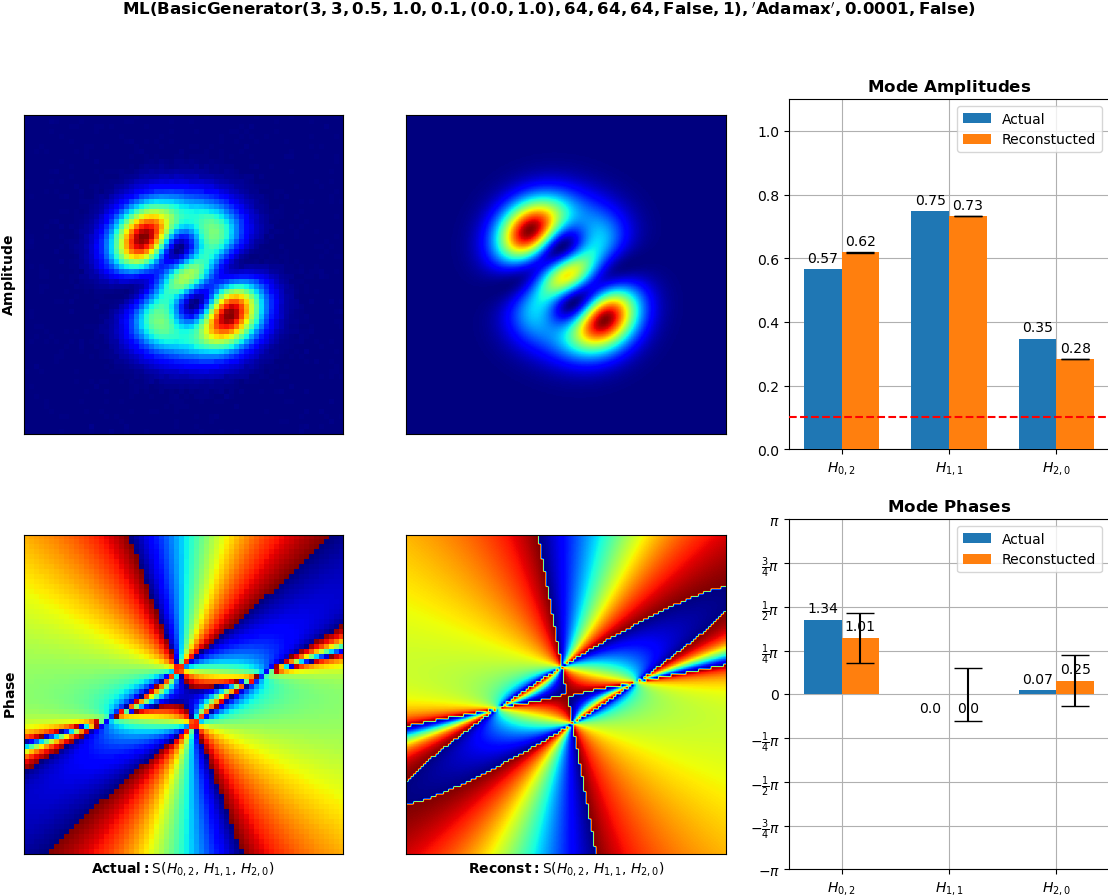 ML(BasicGenerator(3, 3, 0.5, 1.0, 0.1, (0.0, 1.0), 64, 64, 64, False, 1), ′Adamax′, 0.0001, False)
Amplitude
Mode Amplitudes
Actual
Reconstucted
1.0
0.8
0.6
0.4
0.2
0.0
0.57
0.62
0.75
0.73
0.35
0.28
H0, 2
H1, 1
H2, 0
Phase
Actual: S(H0, 2, H1, 1, H2, 0)
Reconst: S(H0, 2, H1, 1, H2, 0)
Mode Phases
Actual
Reconstucted
π
3/4π
1/2π
1/4π
0
−1/4π
−1/2π
−3/4π
−π
1.34
1.01
0.0
0.0
0.07
0.25
H0, 2
H1, 1
H2, 0